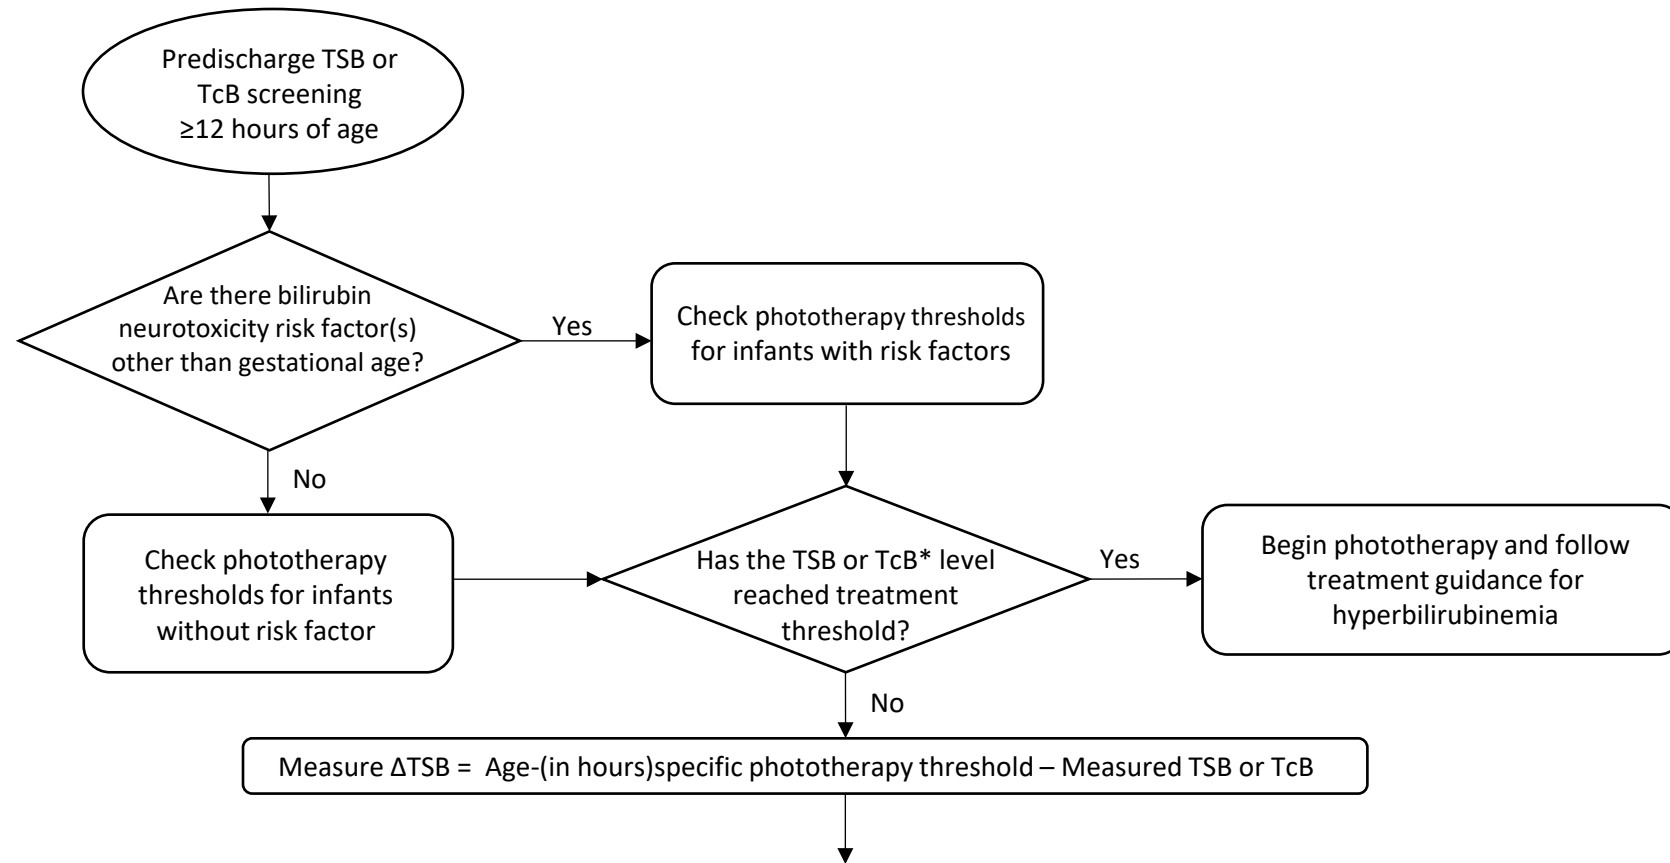 Predischarge TSB or
TcB screening
≥12 hours of age
Are there bilirubin
neurotoxicity risk factor(s)
other than gestational age?
Yes
Check phototherapy thresholds
for infants with risk factors
No
Check phototherapy
thresholds for infants
without risk factor
Has the TSB or TcB* level
reached treatment
threshold?
Yes
Begin phototherapy and follow
treatment guidance for
hyperbilirubinemia
No
Measure ΔTSB = Age-(in hours)specific phototherapy threshold – Measured TSB or TcB